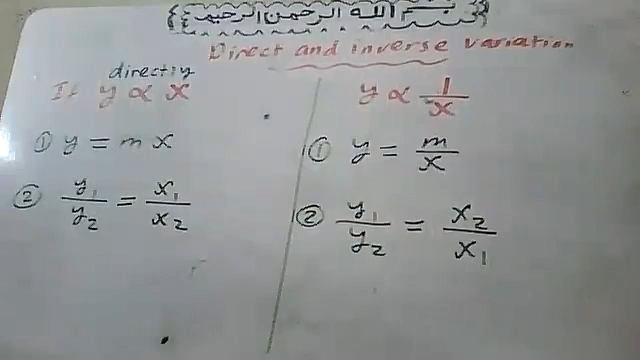 بسم الله الرحمن الرحيم
Direct and inverse variation
directly
If y ∝ x
① y = m x
② y₁/y₂ = x₁/x₂
y ∝ 1/x
① y = m/x
② y₁/y₂ = x₂/x₁